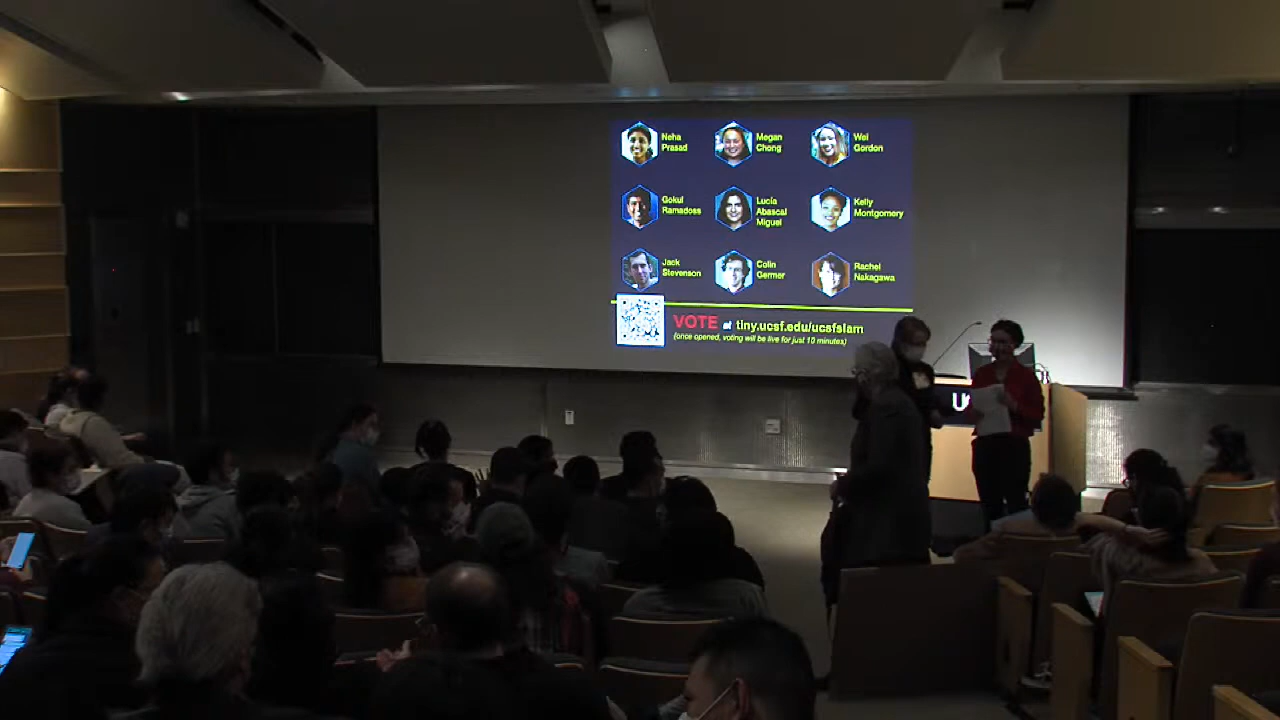 Neha
Prasad
Megan
Chong
Wei
Gordon
Gokul
Ramadoss
Lucía
Abascal
Miguel
Kelly
Montgomery
Jack
Stevenson
Colin
Germer
Rachel
Nakagawa
VOTE at tiny.ucsf.edu/ucsfslam
(once opened, voting will be live for just 10 minutes)